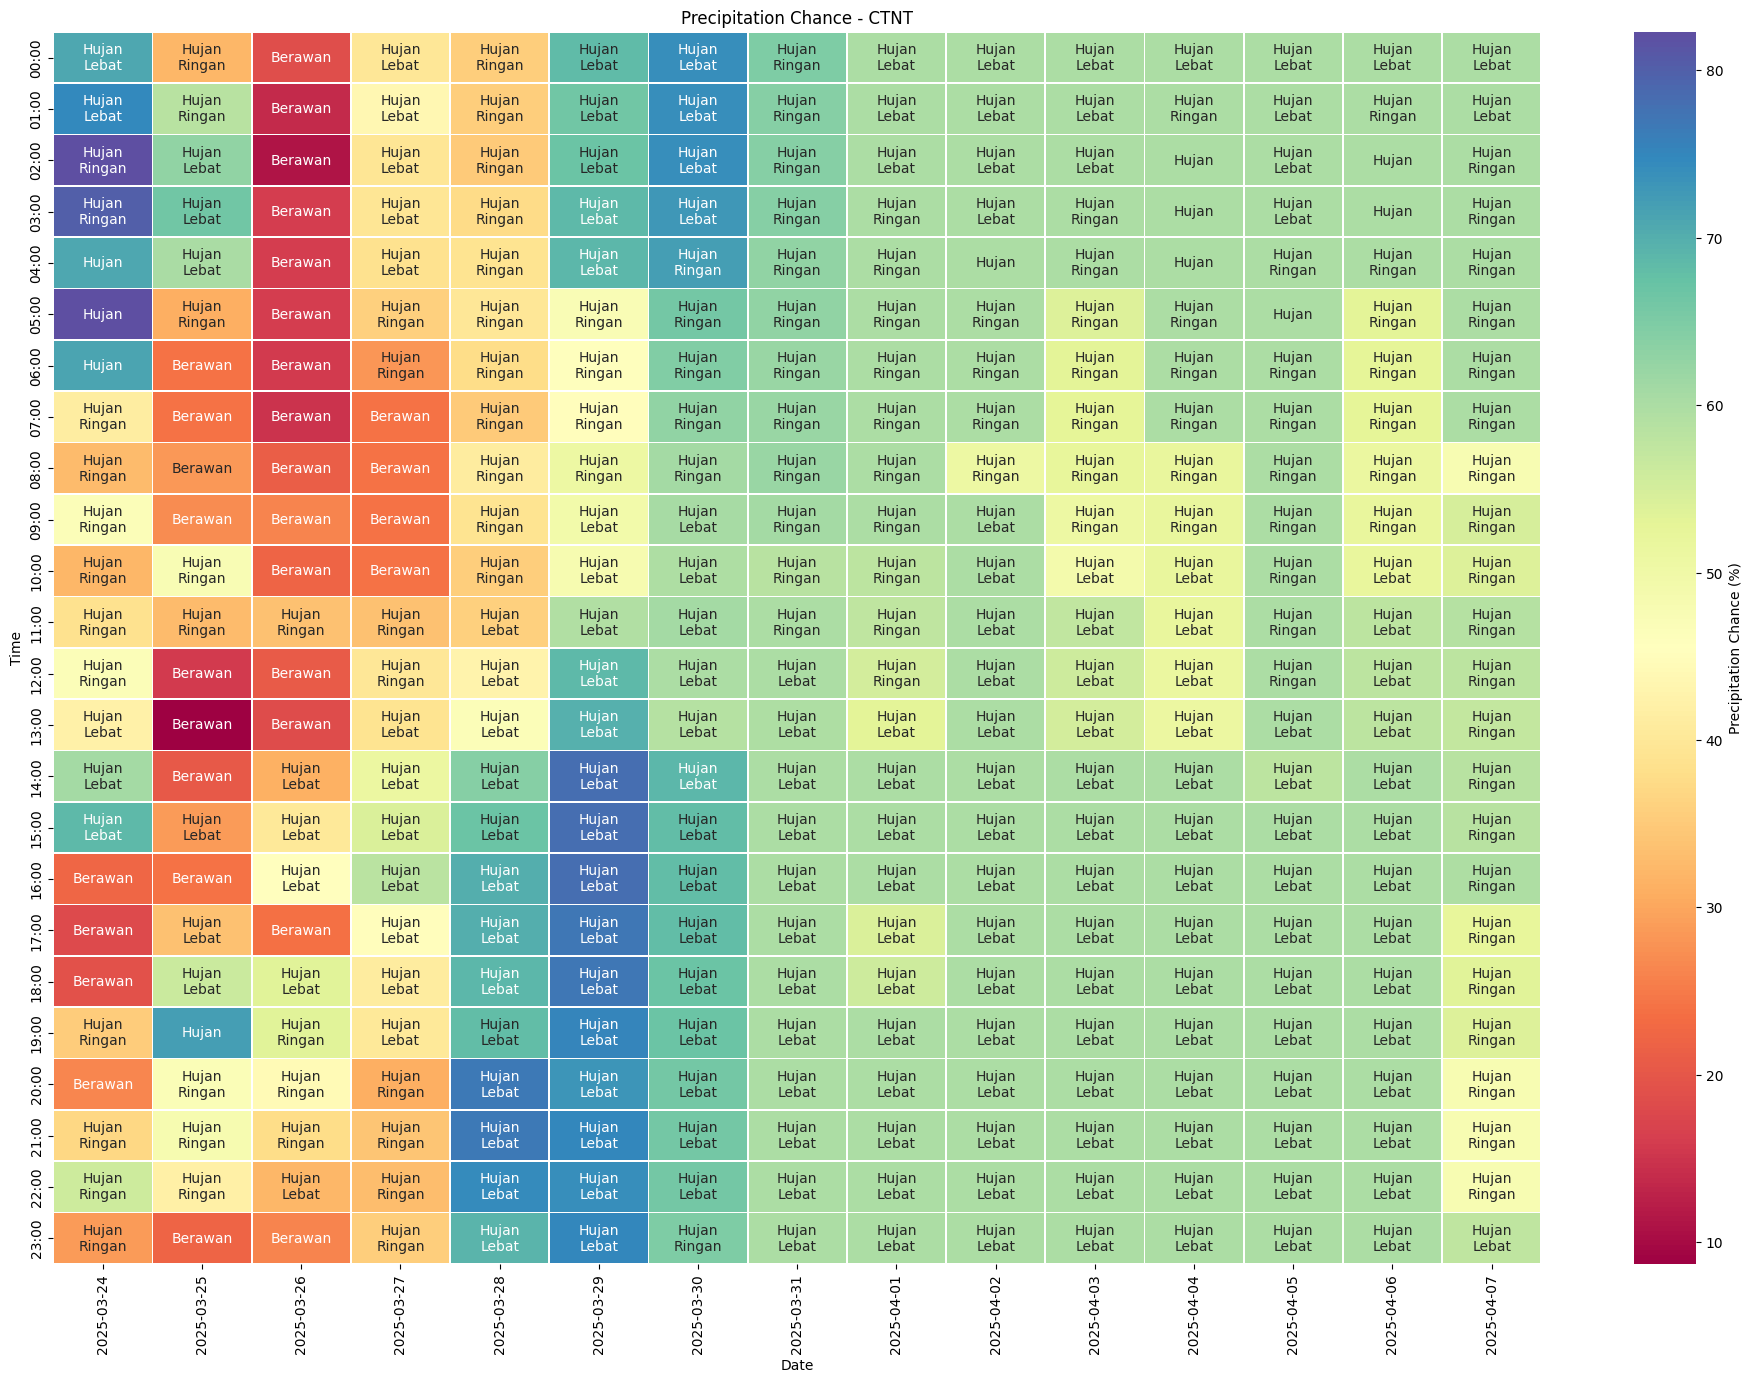 Precipitation Chance - CTNT
00:00 Hujan Lebat Hujan Ringan Berawan Hujan Lebat Hujan Ringan Hujan Lebat Hujan Lebat Hujan Ringan Hujan Lebat Hujan Lebat Hujan Lebat Hujan Lebat Hujan Lebat Hujan Lebat Hujan Lebat
01:00 Hujan Lebat Hujan Ringan Berawan Hujan Lebat Hujan Ringan Hujan Lebat Hujan Lebat Hujan Ringan Hujan Lebat Hujan Lebat Hujan Lebat Hujan Ringan Hujan Lebat Hujan Ringan Hujan Lebat
02:00 Hujan Ringan Hujan Lebat Berawan Hujan Lebat Hujan Ringan Hujan Lebat Hujan Lebat Hujan Ringan Hujan Lebat Hujan Lebat Hujan Lebat Hujan Hujan Lebat Hujan Hujan Ringan
03:00 Hujan Ringan Hujan Lebat Berawan Hujan Lebat Hujan Ringan Hujan Lebat Hujan Lebat Hujan Ringan Hujan Ringan Hujan Lebat Hujan Ringan Hujan Hujan Lebat Hujan Hujan Ringan
04:00 Hujan Hujan Lebat Berawan Hujan Lebat Hujan Ringan Hujan Lebat Hujan Ringan Hujan Ringan Hujan Ringan Hujan Hujan Ringan Hujan Hujan Ringan Hujan Ringan Hujan Ringan
05:00 Hujan Hujan Ringan Berawan Hujan Ringan Hujan Ringan Hujan Ringan Hujan Ringan Hujan Ringan Hujan Ringan Hujan Ringan Hujan Ringan Hujan Ringan Hujan Hujan Ringan Hujan Ringan
06:00 Hujan Berawan Berawan Hujan Ringan Hujan Ringan Hujan Ringan Hujan Ringan Hujan Ringan Hujan Ringan Hujan Ringan Hujan Ringan Hujan Ringan Hujan Ringan Hujan Ringan Hujan Ringan
07:00 Hujan Ringan Berawan Berawan Berawan Hujan Ringan Hujan Ringan Hujan Ringan Hujan Ringan Hujan Ringan Hujan Ringan Hujan Ringan Hujan Ringan Hujan Ringan Hujan Ringan Hujan Ringan
08:00 Hujan Ringan Berawan Berawan Berawan Hujan Ringan Hujan Ringan Hujan Ringan Hujan Ringan Hujan Ringan Hujan Ringan Hujan Ringan Hujan Ringan Hujan Ringan Hujan Ringan Hujan Ringan
09:00 Hujan Ringan Berawan Berawan Berawan Hujan Ringan Hujan Lebat Hujan Lebat Hujan Ringan Hujan Ringan Hujan Lebat Hujan Ringan Hujan Ringan Hujan Ringan Hujan Ringan Hujan Ringan
10:00 Hujan Ringan Hujan Ringan Berawan Berawan Hujan Ringan Hujan Lebat Hujan Lebat Hujan Ringan Hujan Ringan Hujan Lebat Hujan Lebat Hujan Lebat Hujan Ringan Hujan Lebat Hujan Ringan
11:00 Hujan Ringan Hujan Ringan Hujan Ringan Hujan Ringan Hujan Lebat Hujan Lebat Hujan Lebat Hujan Ringan Hujan Ringan Hujan Lebat Hujan Lebat Hujan Lebat Hujan Ringan Hujan Lebat Hujan Ringan
12:00 Hujan Ringan Berawan Berawan Hujan Ringan Hujan Lebat Hujan Lebat Hujan Lebat Hujan Lebat Hujan Ringan Hujan Lebat Hujan Lebat Hujan Lebat Hujan Ringan Hujan Lebat Hujan Ringan
13:00 Hujan Lebat Berawan Berawan Hujan Lebat Hujan Lebat Hujan Lebat Hujan Lebat Hujan Lebat Hujan Lebat Hujan Lebat Hujan Lebat Hujan Lebat Hujan Lebat Hujan Lebat Hujan Ringan
14:00 Hujan Lebat Berawan Hujan Lebat Hujan Lebat Hujan Lebat Hujan Lebat Hujan Lebat Hujan Lebat Hujan Lebat Hujan Lebat Hujan Lebat Hujan Lebat Hujan Lebat Hujan Lebat Hujan Ringan
15:00 Hujan Lebat Hujan Lebat Hujan Lebat Hujan Lebat Hujan Lebat Hujan Lebat Hujan Lebat Hujan Lebat Hujan Lebat Hujan Lebat Hujan Lebat Hujan Lebat Hujan Lebat Hujan Lebat Hujan Ringan
16:00 Berawan Berawan Hujan Lebat Hujan Lebat Hujan Lebat Hujan Lebat Hujan Lebat Hujan Lebat Hujan Lebat Hujan Lebat Hujan Lebat Hujan Lebat Hujan Lebat Hujan Lebat Hujan Ringan
17:00 Berawan Hujan Lebat Berawan Hujan Lebat Hujan Lebat Hujan Lebat Hujan Lebat Hujan Lebat Hujan Lebat Hujan Lebat Hujan Lebat Hujan Lebat Hujan Lebat Hujan Lebat Hujan Ringan
18:00 Berawan Hujan Lebat Hujan Lebat Hujan Lebat Hujan Lebat Hujan Lebat Hujan Lebat Hujan Lebat Hujan Lebat Hujan Lebat Hujan Lebat Hujan Lebat Hujan Lebat Hujan Lebat Hujan Ringan
19:00 Hujan Ringan Hujan Hujan Ringan Hujan Lebat Hujan Lebat Hujan Lebat Hujan Lebat Hujan Lebat Hujan Lebat Hujan Lebat Hujan Lebat Hujan Lebat Hujan Lebat Hujan Lebat Hujan Ringan
20:00 Berawan Hujan Ringan Hujan Ringan Hujan Ringan Hujan Lebat Hujan Lebat Hujan Lebat Hujan Lebat Hujan Lebat Hujan Lebat Hujan Lebat Hujan Lebat Hujan Lebat Hujan Lebat Hujan Ringan
21:00 Hujan Ringan Hujan Ringan Hujan Ringan Hujan Ringan Hujan Lebat Hujan Lebat Hujan Lebat Hujan Lebat Hujan Lebat Hujan Lebat Hujan Lebat Hujan Lebat Hujan Lebat Hujan Lebat Hujan Ringan
22:00 Hujan Ringan Hujan Ringan Hujan Lebat Hujan Ringan Hujan Lebat Hujan Lebat Hujan Lebat Hujan Lebat Hujan Lebat Hujan Lebat Hujan Lebat Hujan Lebat Hujan Lebat Hujan Lebat Hujan Ringan
23:00 Hujan Ringan Berawan Berawan Hujan Ringan Hujan Lebat Hujan Lebat Hujan Ringan Hujan Lebat Hujan Lebat Hujan Lebat Hujan Lebat Hujan Lebat Hujan Lebat Hujan Lebat Hujan Lebat
2025-03-24 2025-03-25 2025-03-26 2025-03-27 2025-03-28 2025-03-29 2025-03-30 2025-03-31 2025-04-01 2025-04-02 2025-04-03 2025-04-04 2025-04-05 2025-04-06 2025-04-07
Time
Date
80
70
60
50
40
30
20
10
Precipitation Chance (%)